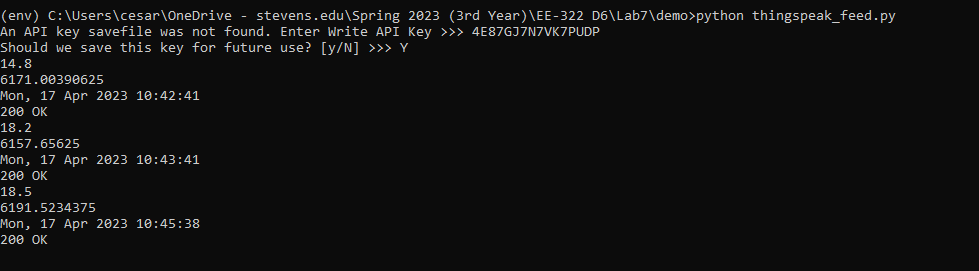 (env) C:\Users\cesar\OneDrive - stevens.edu\Spring 2023 (3rd Year)\EE-322 D6\Lab7\demo>python thingspeak_feed.py
An API key savefile was not found. Enter Write API Key >>> 4E87GJ7N7VK7PUDP
Should we save this key for future use? [y/N] >>> Y
14.8
6171.00390625
Mon, 17 Apr 2023 10:42:41
200 OK
18.2
6157.65625
Mon, 17 Apr 2023 10:43:41
200 OK
18.5
6191.5234375
Mon, 17 Apr 2023 10:45:38
200 OK